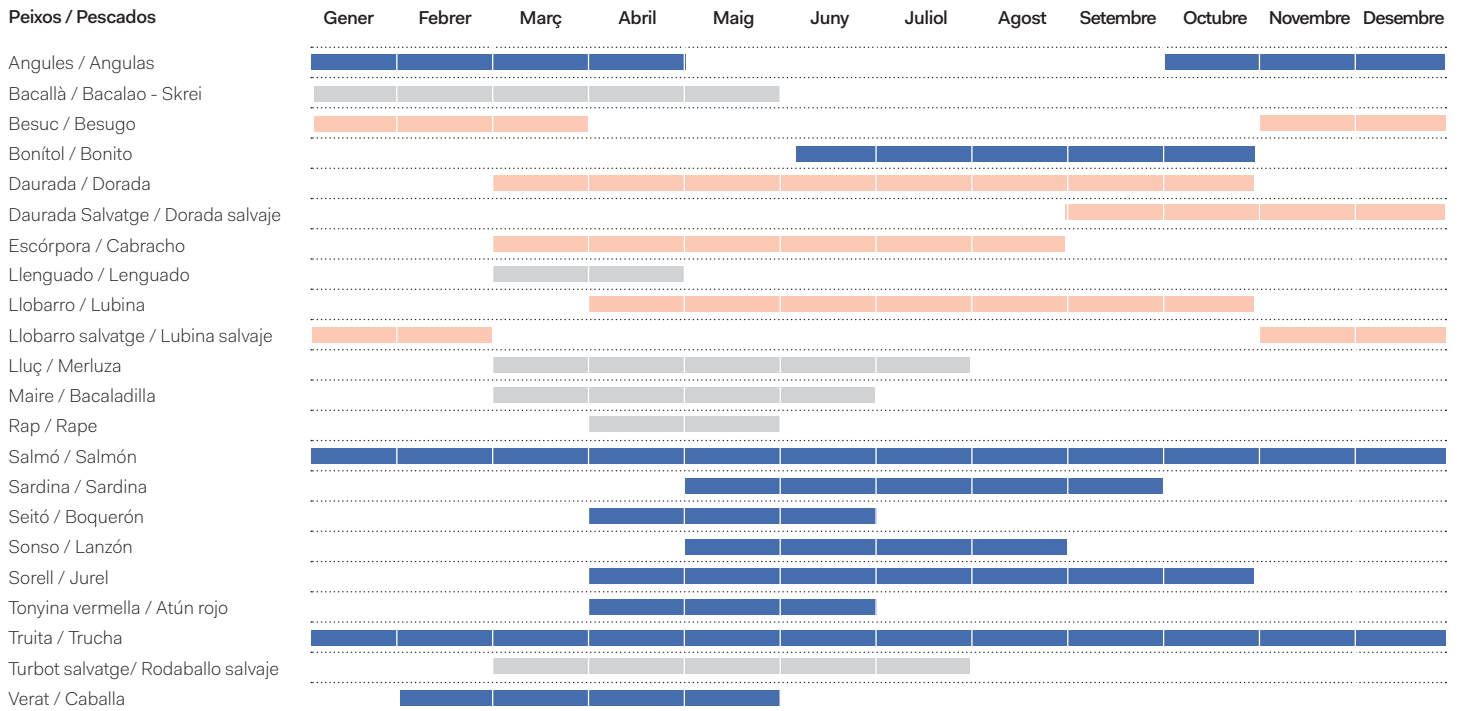 Peixos / Pescados Gener Febrer Març Abril Maig Juny Juliol Agost Setembre Octubre Novembre Desembre
Angules / Angulas
Bacallà / Bacalao - Skrei
Besuc / Besugo
Bonítol / Bonito
Daurada / Dorada
Daurada Salvatge / Dorada salvaje
Escórpora / Cabracho
Llenguado / Lenguado
Llobarro / Lubina
Llobarro salvatge / Lubina salvaje
Lluç / Merluza
Maire / Bacaladilla
Rap / Rape
Salmó / Salmón
Sardina / Sardina
Seitó / Boquerón
Sonso / Lanzón
Sorell / Jurel
Tonyina vermella / Atún rojo
Truita / Trucha
Turbot salvatge/ Rodaballo salvaje
Verat / Caballa